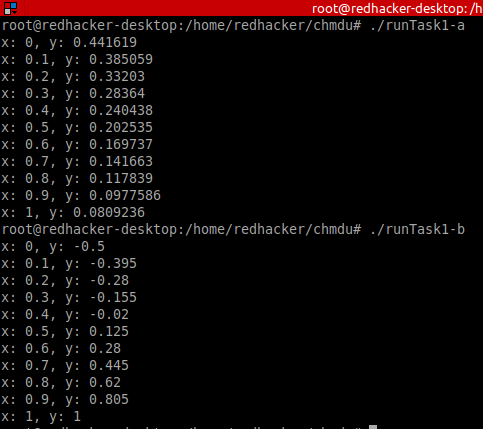 root@redhacker-desktop: /h
root@redhacker-desktop:/home/redhacker/chmdu# ./runTask1-a
x: 0, y: 0.441619
x: 0.1, y: 0.385059
x: 0.2, y: 0.33203
x: 0.3, y: 0.28364
x: 0.4, y: 0.240438
x: 0.5, y: 0.202535
x: 0.6, y: 0.169737
x: 0.7, y: 0.141663
x: 0.8, y: 0.117839
x: 0.9, y: 0.0977586
x: 1, y: 0.0809236
root@redhacker-desktop:/home/redhacker/chmdu# ./runTask1-b
x: 0, y: -0.5
x: 0.1, y: -0.395
x: 0.2, y: -0.28
x: 0.3, y: -0.155
x: 0.4, y: -0.02
x: 0.5, y: 0.125
x: 0.6, y: 0.28
x: 0.7, y: 0.445
x: 0.8, y: 0.62
x: 0.9, y: 0.805
x: 1, y: 1